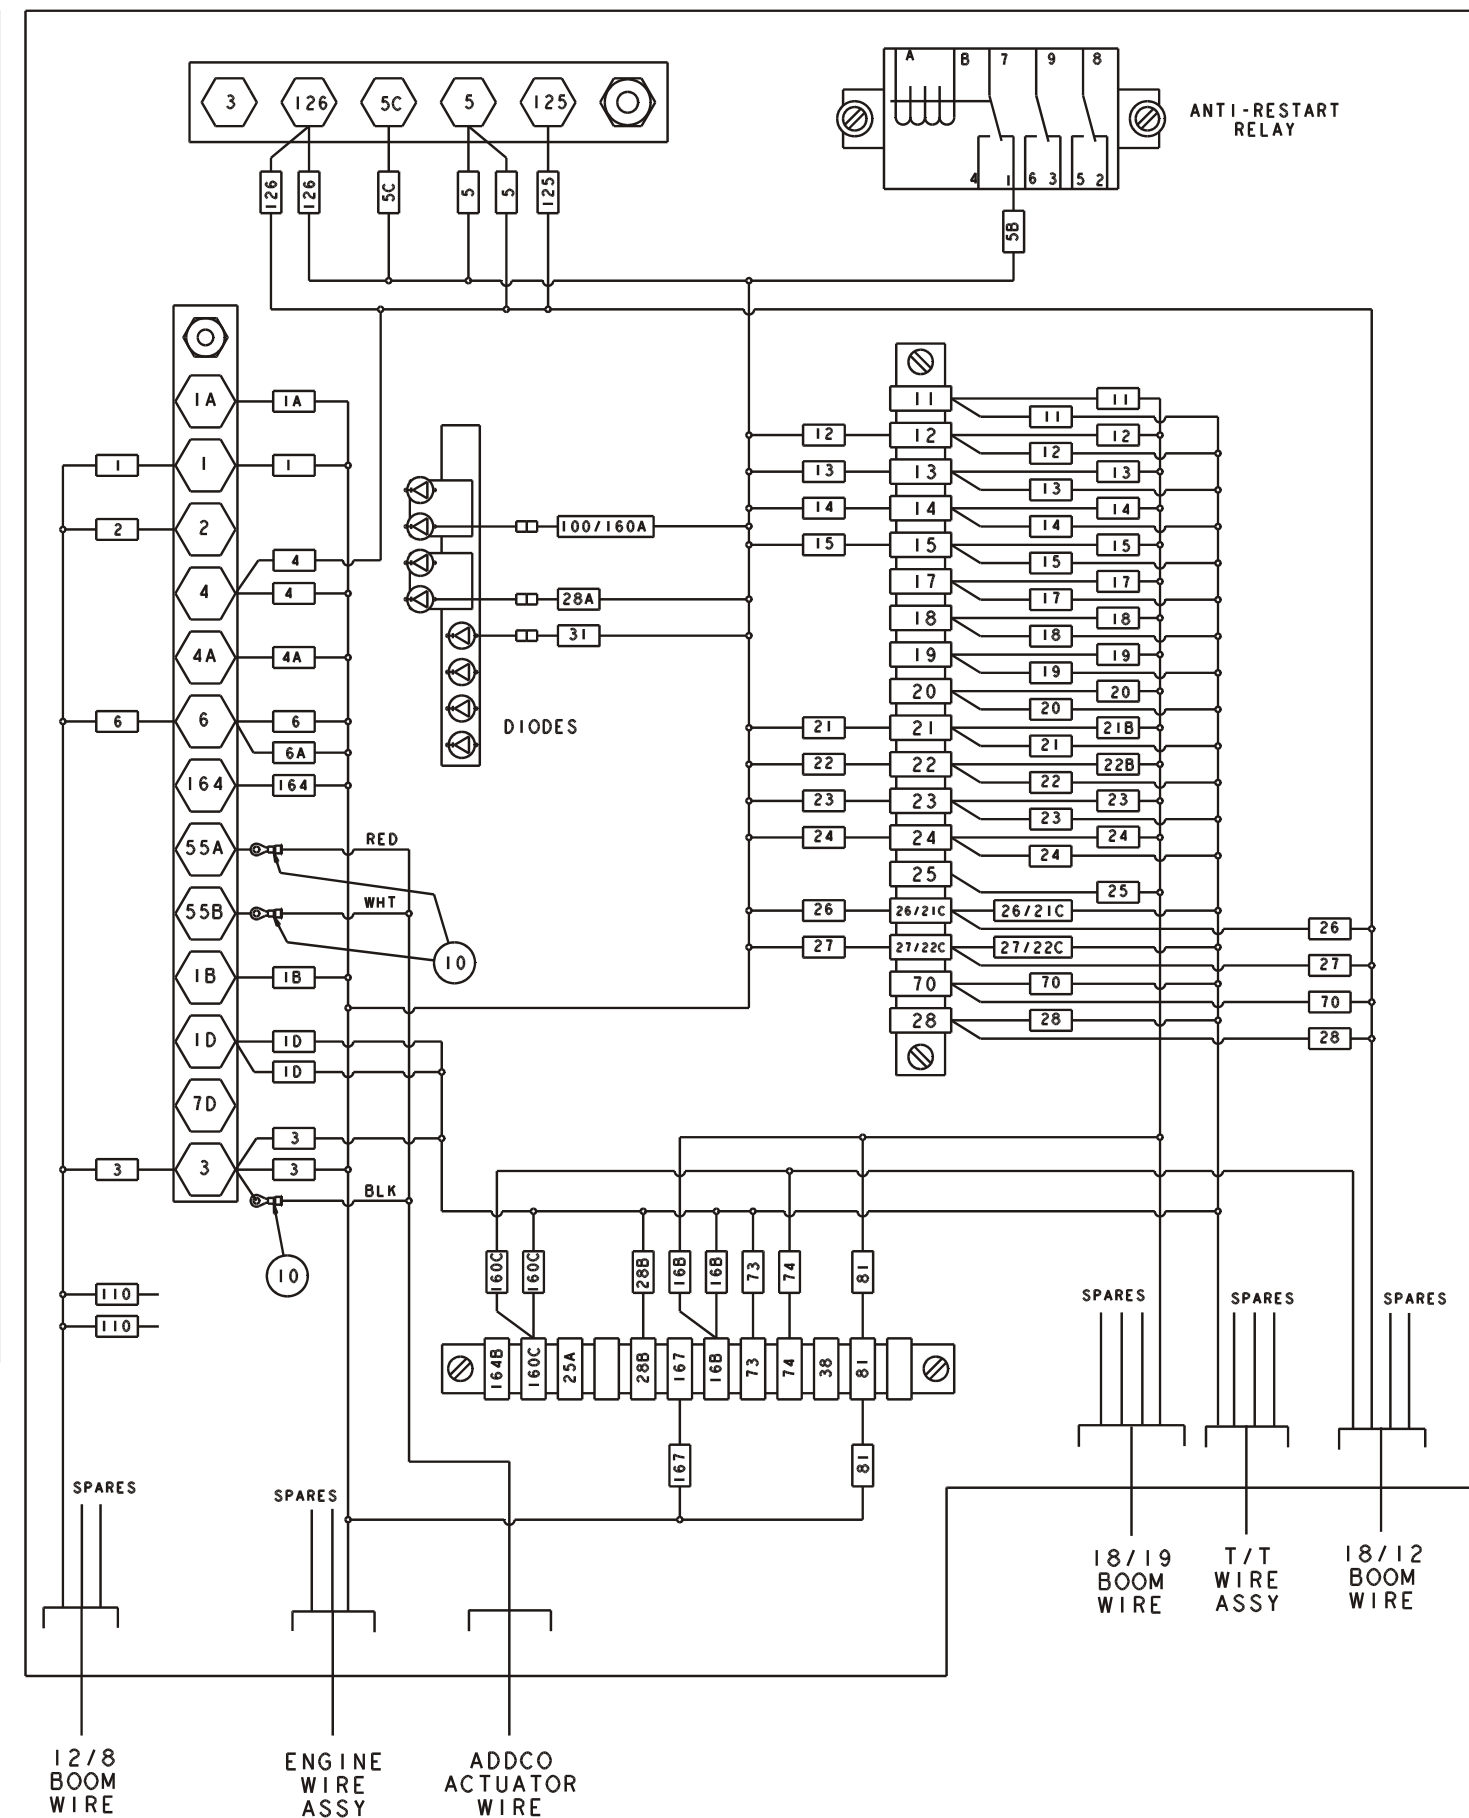 3 126 5C 5 125
126 126 5C 5 5 125
A B 7 9 8
4 1 6 3 5 2
5B
ANTI-RESTART
RELAY
1A 1A
1 1 1
2 2
4 4
4
4A 4A
6 6 6
6A
164 164
55A RED
55B WHT
10
1B 1B
1D 1D
1D
7D
3
3 3 3
BLK
10
110
110
100/160A
28A
31
DIODES
11 11
11
12 12 12
12
13 13 13
13
14 14 14
14
15 15 15
15
17 17
17
18 18
18
19 19
19
20 20
20
21 21 21B
21
22 22 22B
22
23 23 23
23
24 24 24
24
25
25
26 26/21C 26/21C
26
27 27/22C 27/22C
27
70 70
70
28 28
28
160C 160C 28B 16B 16B 73 74 81
164B 160C 25A 28B 167 16B 73 74 38 81
167 81
SPARES
SPARES
SPARES
SPARES
SPARES
18/19
BOOM
WIRE
T/T
WIRE
ASSY
18/12
BOOM
WIRE
12/8
BOOM
WIRE
ENGINE
WIRE
ASSY
ADDCO
ACTUATOR
WIRE